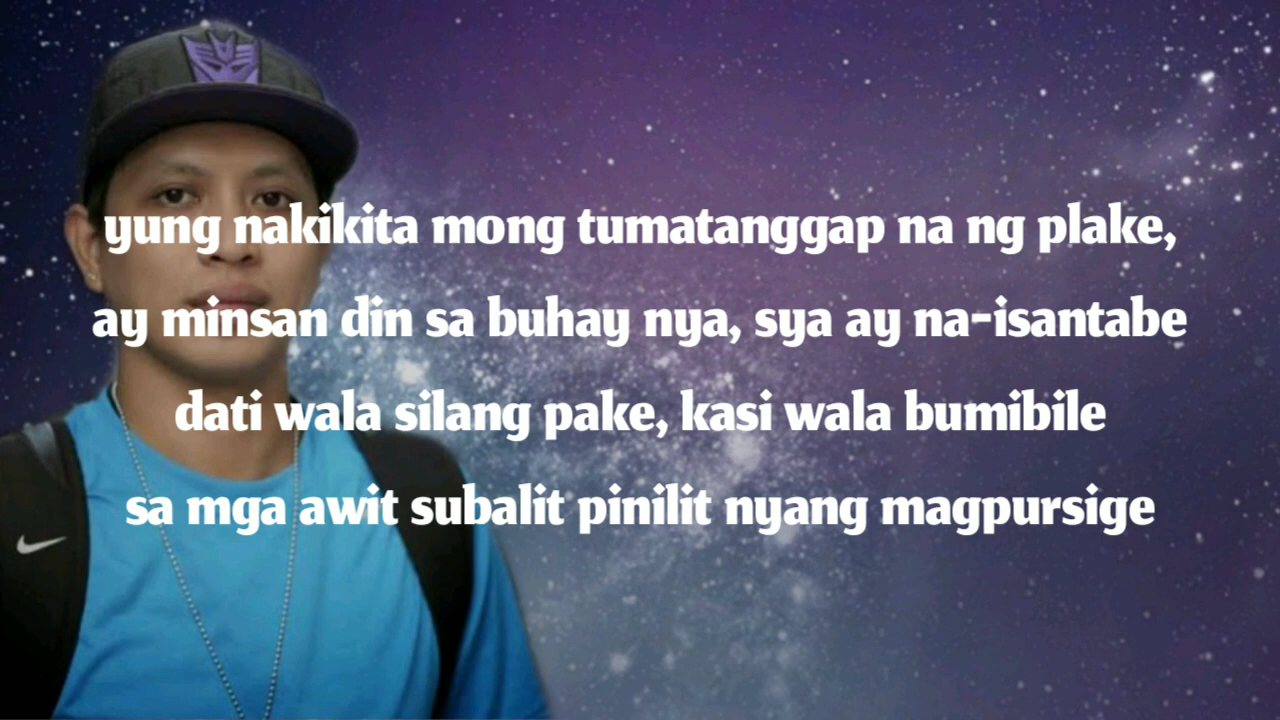 yung nakikita mong tumatanggap na ng plake,
ay minsan din sa buhay nya, sya ay na-isantabe
dati wala silang pake, kasi wala bumibile
sa mga awit subalit pinilit nyang magpursige